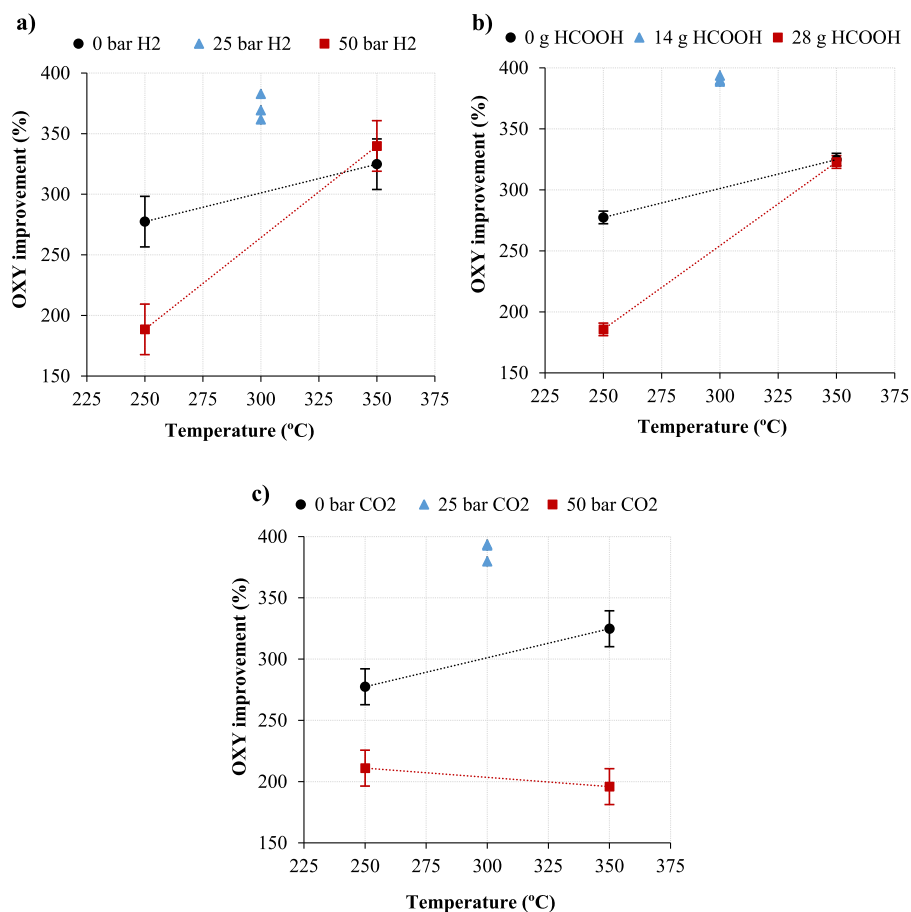 a)
0 bar H2 25 bar H2 50 bar H2
OXY improvement (%)
400
350
300
250
200
150
225 250 275 300 325 350 375
Temperature (ºC)
b)
0 g HCOOH 14 g HCOOH 28 g HCOOH
OXY improvement (%)
400
350
300
250
200
150
225 250 275 300 325 350 375
Temperature (ºC)
c)
0 bar CO2 25 bar CO2 50 bar CO2
OXY improvement (%)
400
350
300
250
200
150
225 250 275 300 325 350 375
Temperature (ºC)